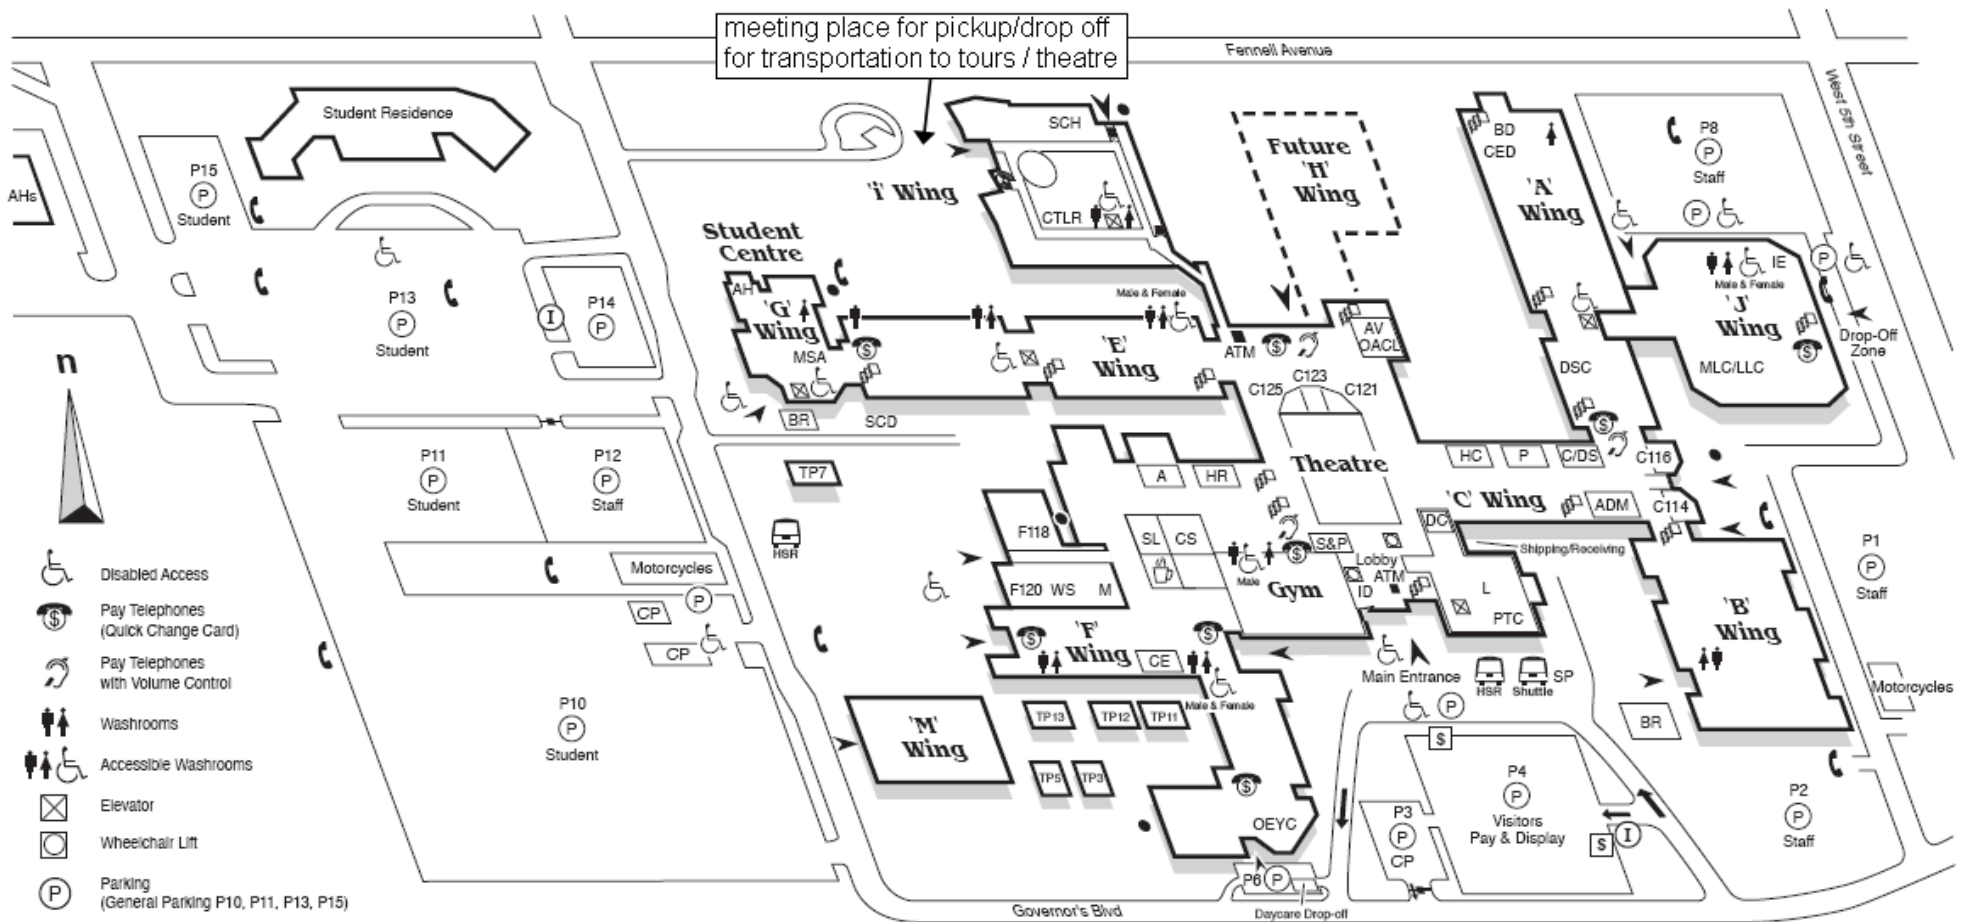 meeting place for pickup/drop off
for transportation to tours / theatre
Fennell Avenue
West 5th Street
Student Residence
P15
P
Student
AHs
SCH
'i' Wing
CTLR
Future
'H'
Wing
BD
CED
'A'
Wing
P8
P
Staff
P
P
IE
Male & Female
'J'
Wing
MLC/LLC
Drop-Off
Zone
Student
Centre
AH
'G'
Wing
MSA
Male & Female
'E'
Wing
ATM
AV
OACL
DSC
P13
P
Student
I
P14
P
n
C125
C123
C121
BR
SCD
P11
P
Student
P12
P
Staff
TP7
HSR
A
HR
Theatre
HC
P
C/DS
C116
'C' Wing
ADM
C114
DC
Shipping/Receiving
F118
SL
CS
S&P
Lobby
ATM
ID
Male
Gym
L
PTC
F120 WS M
'F'
Wing
CE
Male & Female
Motorcycles
P
CP
CP
P1
P
Staff
'B'
Wing
Motorcycles
Main Entrance
HSR
Shuttle
SP
P
BR
P10
P
Student
'M'
Wing
TP13
TP12
TP11
TP5
TP3
OEYC
$
P4
P
Visitors
Pay & Display
P3
P
CP
$
I
P2
P
Staff
P6
P
Daycare Drop-off
Governor's Blvd
Disabled Access
Pay Telephones
(Quick Change Card)
Pay Telephones
with Volume Control
Washrooms
Accessible Washrooms
Elevator
Wheelchair Lift
P
Parking
(General Parking P10, P11, P13, P15)